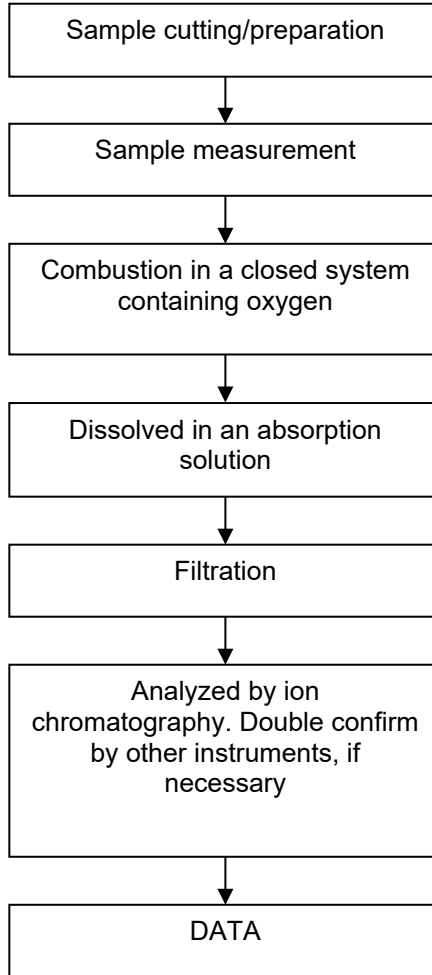 Sample cutting/preparation
Sample measurement
Combustion in a closed system
containing oxygen
Dissolved in an absorption
solution
Filtration
Analyzed by ion
chromatography. Double confirm
by other instruments, if
necessary
DATA